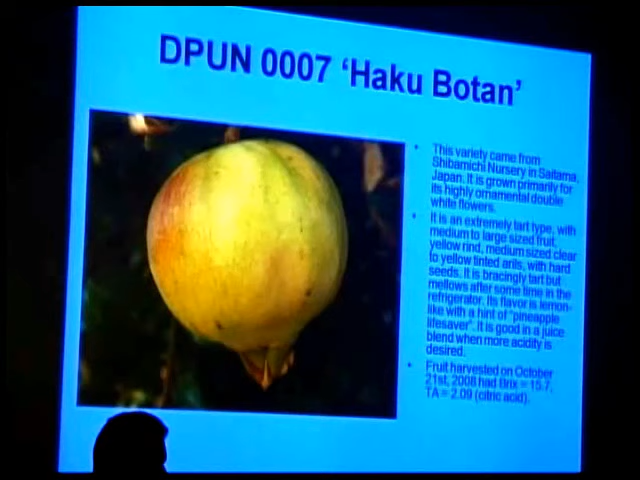 DPUN 0007 ‘Haku Botan’
• This variety came from
Shibamichi Nursery in Saitama,
Japan. It is grown primarily for
its highly ornamental double
white flowers.
• It is an extremely tart type, with
medium to large sized fruit,
yellow rind, medium sized clear
to yellow tinted arils, with hard
seeds. It is bracingly tart but
mellows after some time in the
refrigerator. Its flavor is lemon-
like with a hint of “pineapple
lifesaver”. It is good in a juice
blend when more acidity is
desired.
• Fruit harvested on October
21st, 2008 had Brix = 15.7,
TA = 2.09 (citric acid).